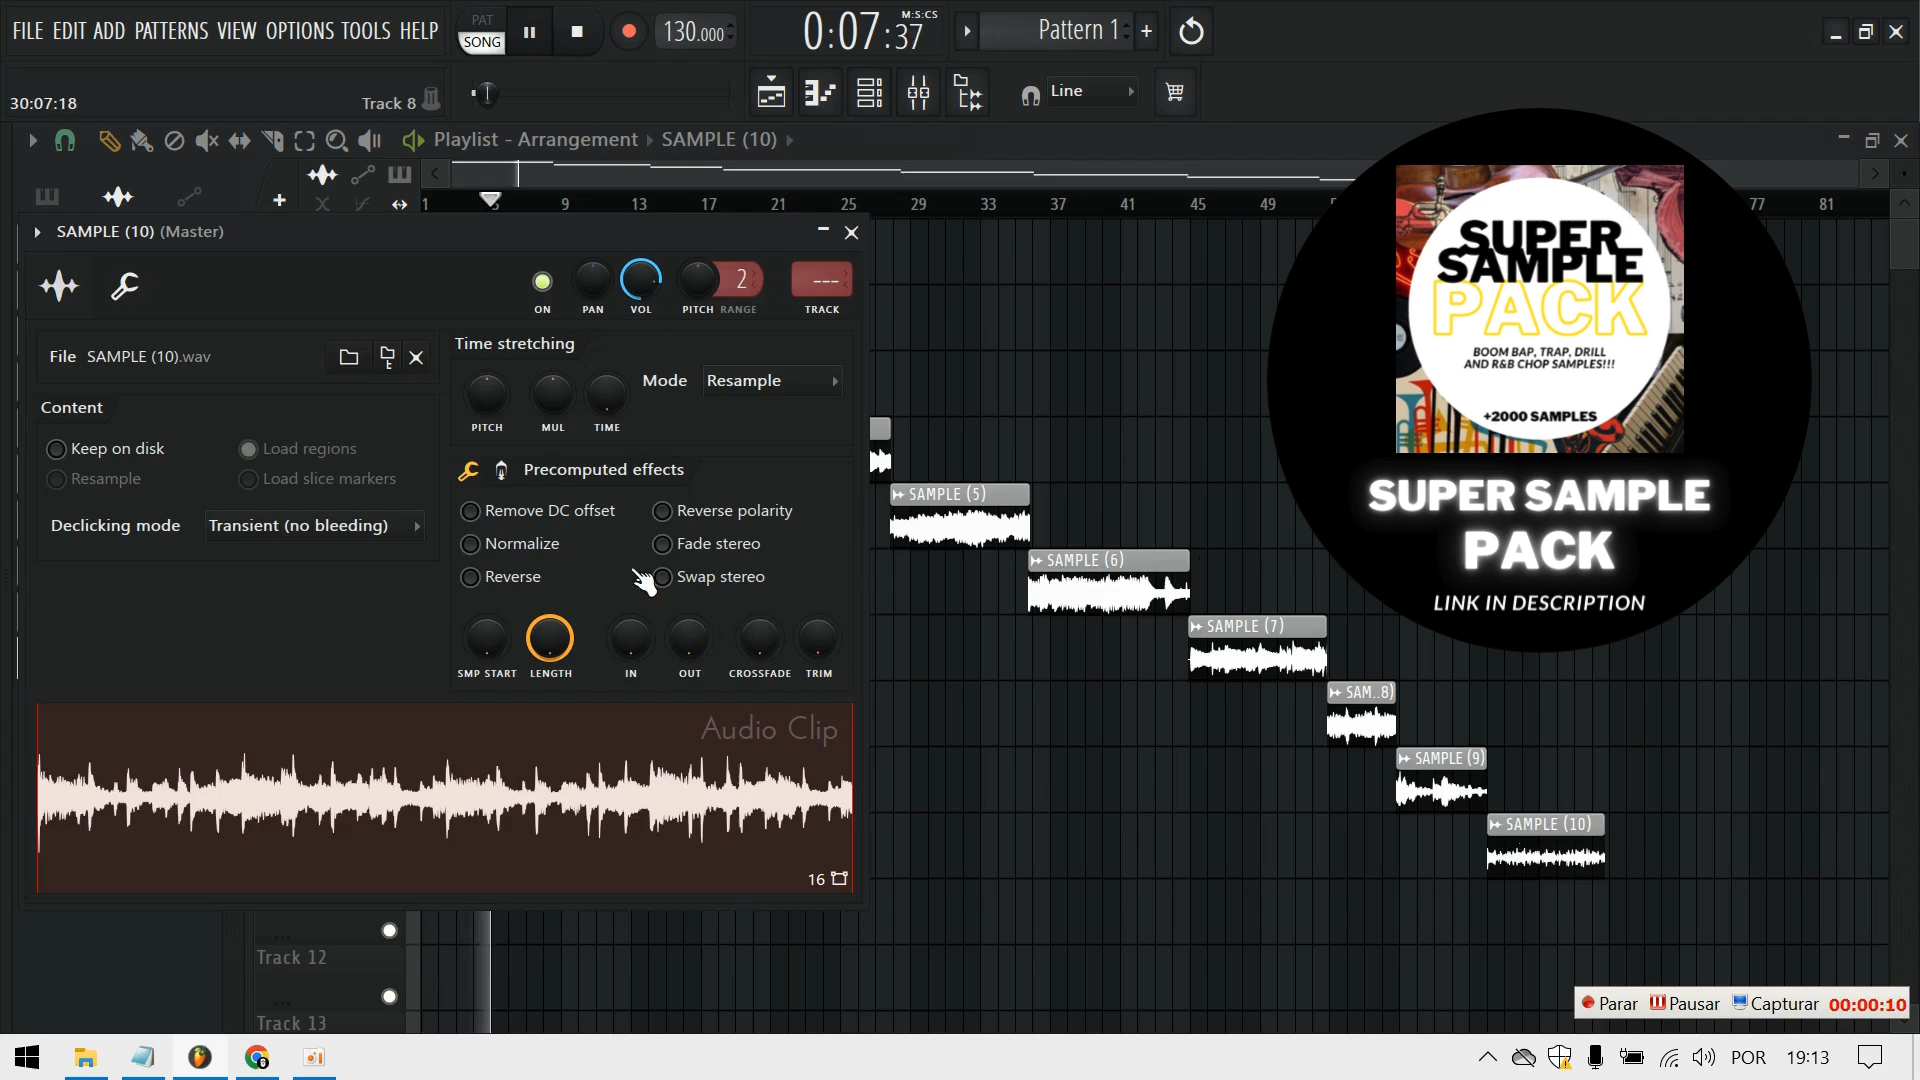 FILE EDIT ADD PATTERNS VIEW OPTIONS TOOLS HELP
PAT
SONG
130.000
M:S:CS
0:07:37
Pattern 1
+
30:07:18
Track 8
Line
Playlist - Arrangement
SAMPLE (10)
1 9 13 17 21 25 29 33 37 41 45 49 77 81
SAMPLE (10) (Master)
ON
PAN
VOL
PITCH
2
RANGE
---
TRACK
File SAMPLE (10).wav
Content
Keep on disk
Load regions
Resample
Load slice markers
Declicking mode
Transient (no bleeding)
Time stretching
PITCH
MUL
TIME
Mode
Resample
Precomputed effects
Remove DC offset
Reverse polarity
Normalize
Fade stereo
Reverse
Swap stereo
SMP START
LENGTH
IN
OUT
CROSSFADE
TRIM
Audio Clip
16
SAMPLE (5)
SAMPLE (6)
SAMPLE (7)
SAM..8)
SAMPLE (9)
SAMPLE (10)
...
Track 12
...
Track 13
SUPER
SAMPLE
PACK
BOOM BAP, TRAP, DRILL
AND R&B CHOP SAMPLES!!!
+2000 SAMPLES
SUPER SAMPLE
PACK
LINK IN DESCRIPTION
Parar
Pausar
Capturar
00:00:10
POR
19:13